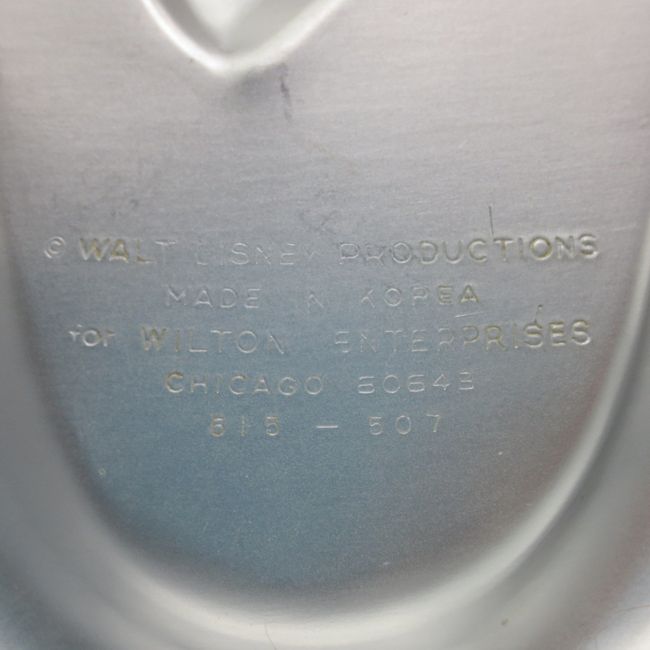 © WALT DISNEY PRODUCTIONS
MADE IN KOREA
for WILTON ENTERPRISES
CHICAGO 60643
515 - 507